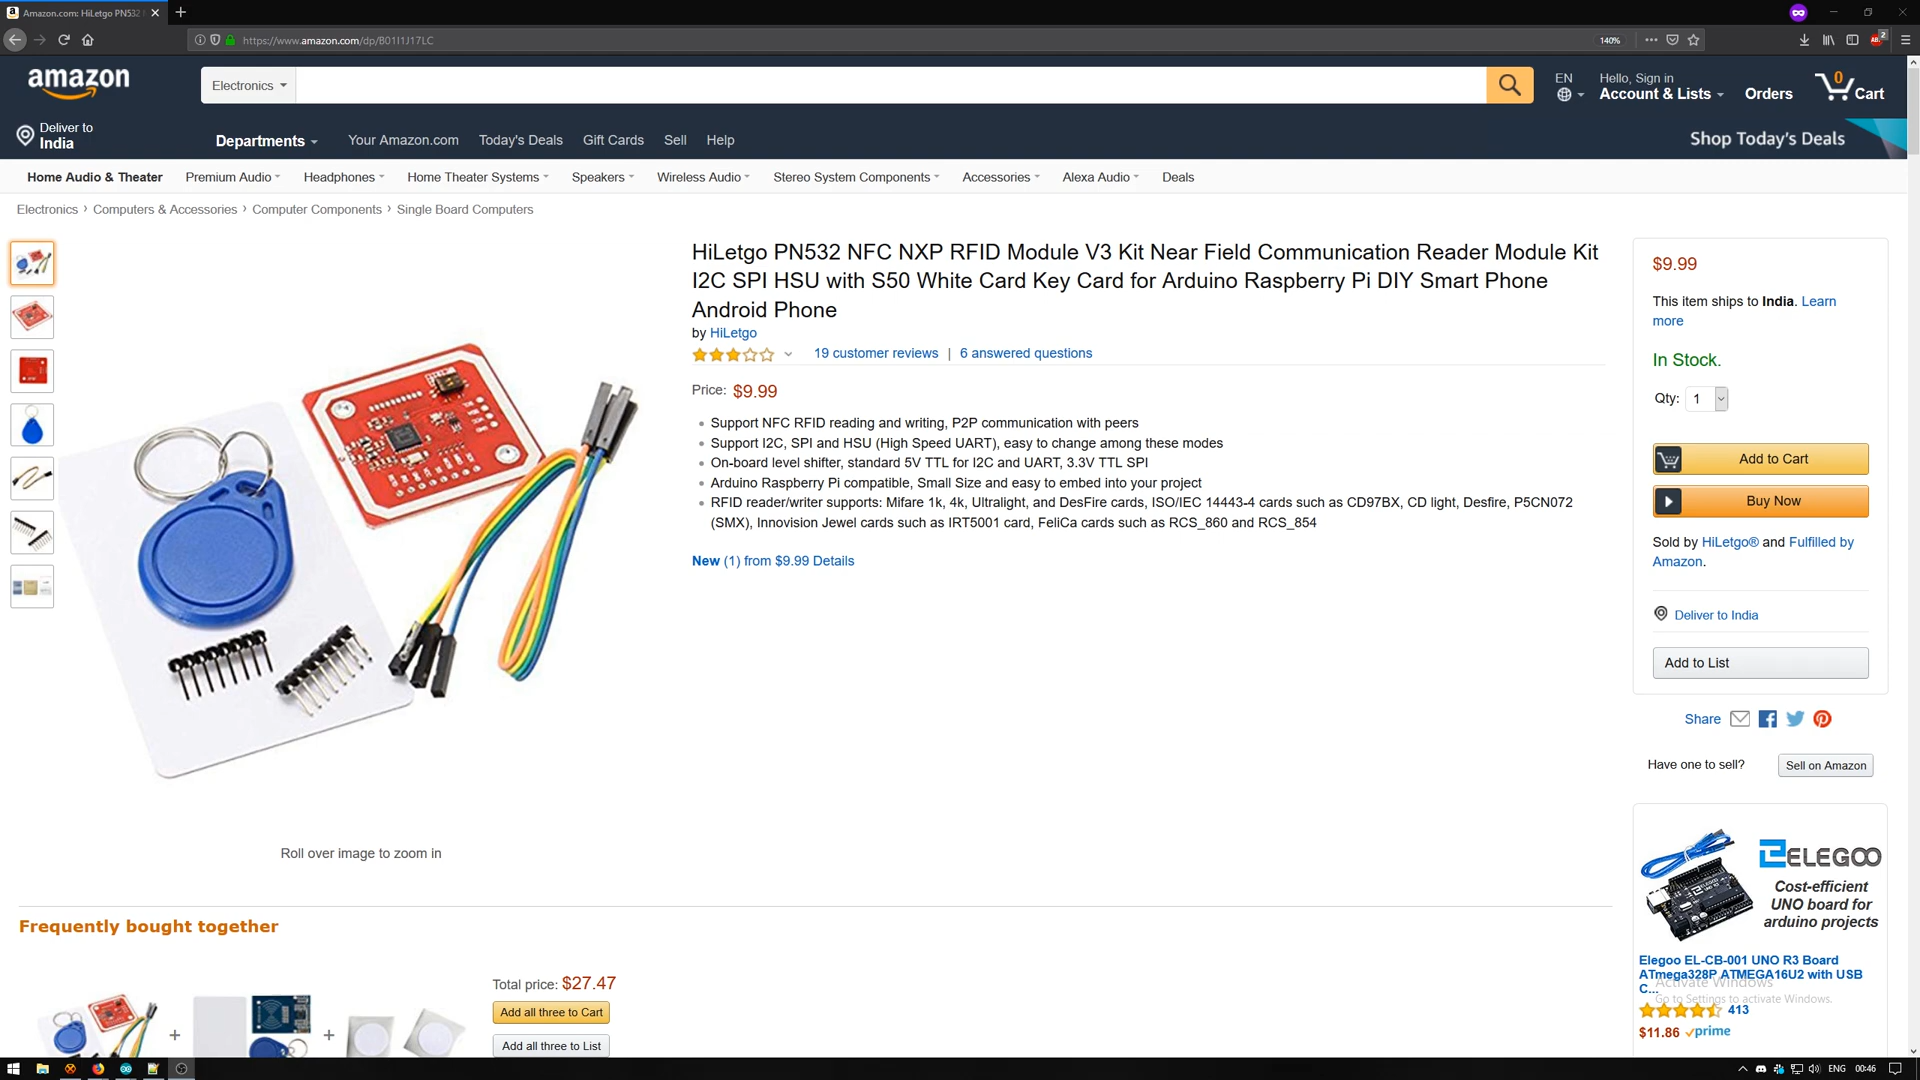 Amazon.com: HiLetgo PN532
https://www.amazon.com/dp/B01I1J17LC
140%
2
amazon
Electronics
EN
Hello, Sign in
Account & Lists
Orders
0
Cart
Deliver to
India
Departments
Your Amazon.com
Today's Deals
Gift Cards
Sell
Help
Shop Today's Deals
Home Audio & Theater
Premium Audio
Headphones
Home Theater Systems
Speakers
Wireless Audio
Stereo System Components
Accessories
Alexa Audio
Deals
Electronics › Computers & Accessories › Computer Components › Single Board Computers
HiLetgo PN532 NFC NXP RFID Module V3 Kit Near Field Communication Reader Module Kit
I2C SPI HSU with S50 White Card Key Card for Arduino Raspberry Pi DIY Smart Phone
Android Phone
by HiLetgo
19 customer reviews | 6 answered questions
Price: $9.99
Support NFC RFID reading and writing, P2P communication with peers
Support I2C, SPI and HSU (High Speed UART), easy to change among these modes
On-board level shifter, standard 5V TTL for I2C and UART, 3.3V TTL SPI
Arduino Raspberry Pi compatible, Small Size and easy to embed into your project
RFID reader/writer supports: Mifare 1k, 4k, Ultralight, and DesFire cards, ISO/IEC 14443-4 cards such as CD97BX, CD light, Desfire, P5CN072
(SMX), Innovision Jewel cards such as IRT5001 card, FeliCa cards such as RCS_860 and RCS_854
New (1) from $9.99 Details
Roll over image to zoom in
$9.99
This item ships to India. Learn
more
In Stock.
Qty: 1
Add to Cart
Buy Now
Sold by HiLetgo® and Fulfilled by
Amazon.
Deliver to India
Add to List
Share
Have one to sell?
Sell on Amazon
ELEGOO
Cost-efficient
UNO board for
arduino projects
Elegoo EL-CB-001 UNO R3 Board
ATmega328P ATMEGA16U2 with USB
C...
Activate Windows
Go to Settings to activate Windows.
413
$11.86 prime
Frequently bought together
Total price: $27.47
Add all three to Cart
Add all three to List
+
+
ENG
00:46